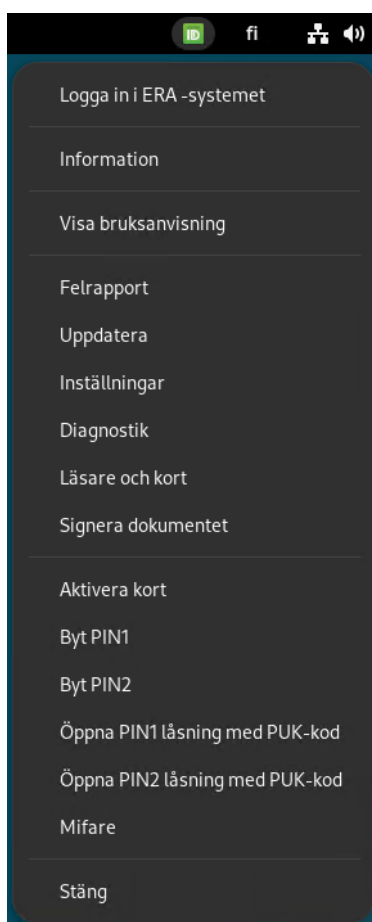 ID fi
Logga in i ERA -systemet
Information
Visa bruksanvisning
Felrapport
Uppdatera
Inställningar
Diagnostik
Läsare och kort
Signera dokumentet
Aktivera kort
Byt PIN1
Byt PIN2
Öppna PIN1 låsning med PUK-kod
Öppna PIN2 låsning med PUK-kod
Mifare
Stäng